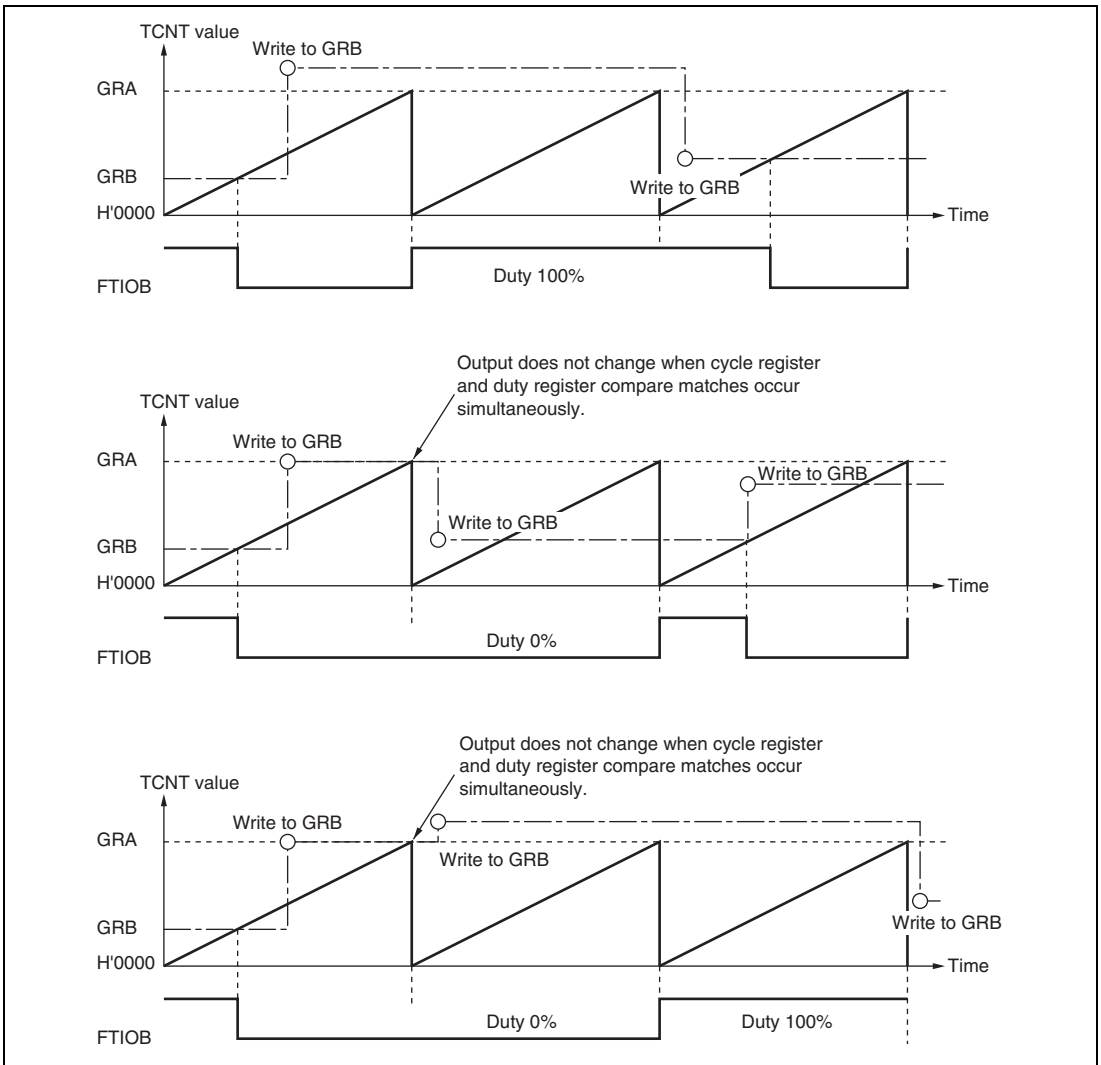 TCNT value
Write to GRB
GRA
GRB
Write to GRB
H'0000
Time
Duty 100%
FTIOB
Output does not change when cycle register
and duty register compare matches occur
simultaneously.
TCNT value
Write to GRB
GRA
Write to GRB
Write to GRB
GRB
H'0000
Time
Duty 0%
FTIOB
Output does not change when cycle register
and duty register compare matches occur
simultaneously.
TCNT value
Write to GRB
GRA
Write to GRB
Write to GRB
GRB
H'0000
Time
Duty 0%
Duty 100%
FTIOB